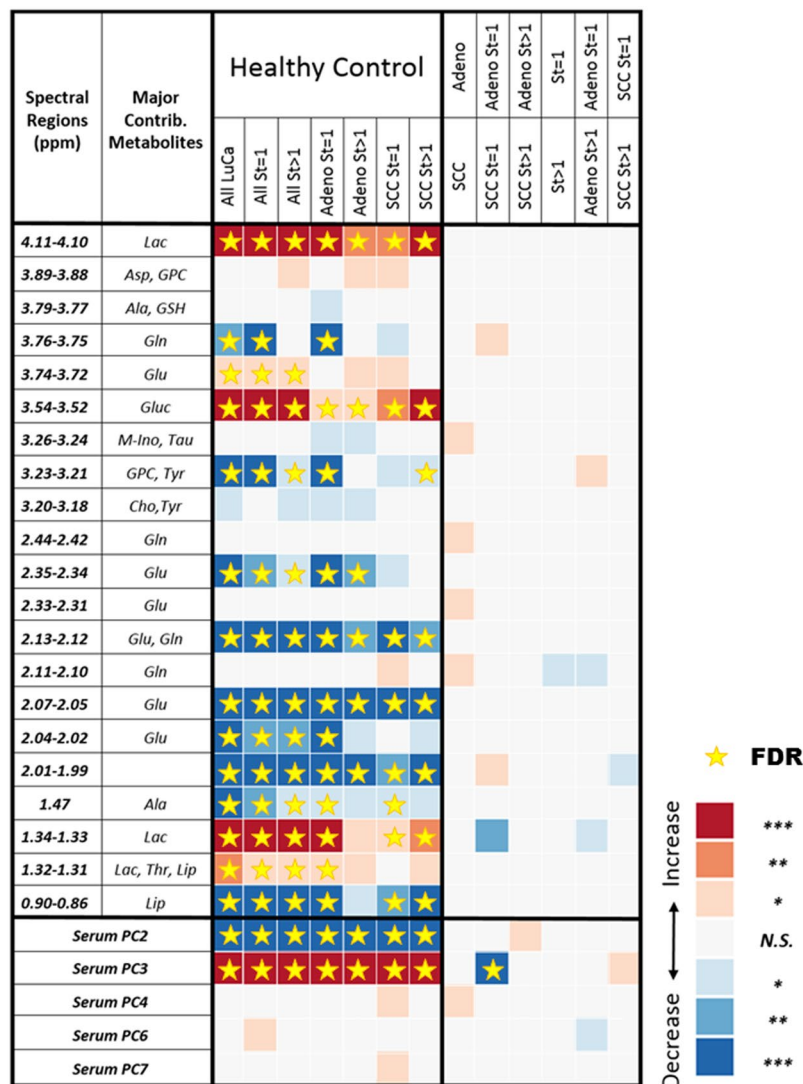 Spectral
Regions
(ppm)
Major
Contrib.
Metabolites
Healthy Control
All LuCa
All St=1
All St>1
Adeno St=1
Adeno St>1
SCC St=1
SCC St>1
Adeno
Adeno St=1
Adeno St>1
St=1
Adeno St=1
SCC St=1
SCC
SCC St=1
SCC St>1
St>1
Adeno St>1
SCC St>1
4.11-4.10 Lac
3.89-3.88 Asp, GPC
3.79-3.77 Ala, GSH
3.76-3.75 Gln
3.74-3.72 Glu
3.54-3.52 Gluc
3.26-3.24 M-Ino, Tau
3.23-3.21 GPC, Tyr
3.20-3.18 Cho,Tyr
2.44-2.42 Gln
2.35-2.34 Glu
2.33-2.31 Glu
2.13-2.12 Glu, Gln
2.11-2.10 Gln
2.07-2.05 Glu
2.04-2.02 Glu
2.01-1.99
1.47 Ala
1.34-1.33 Lac
1.32-1.31 Lac, Thr, Lip
0.90-0.86 Lip
Serum PC2
Serum PC3
Serum PC4
Serum PC6
Serum PC7
FDR
Increase
Decrease
***
**
*
N.S.
*
**
***